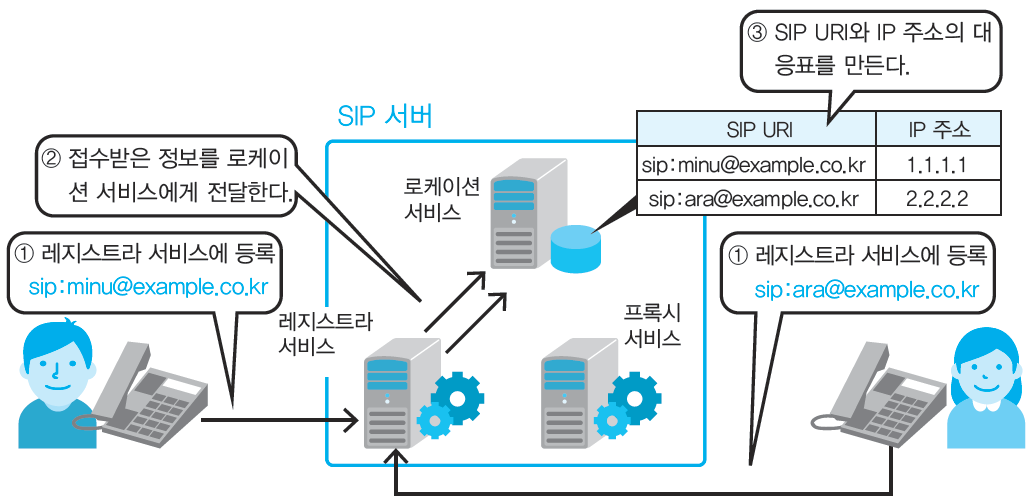 ③ SIP URI와 IP 주소의 대
응표를 만든다.
SIP 서버
SIP URI
IP 주소
sip:minu@example.co.kr
1.1.1.1
sip:ara@example.co.kr
2.2.2.2
② 접수받은 정보를 로케이
션 서비스에게 전달한다.
로케이션
서비스
① 레지스트라 서비스에 등록
sip:minu@example.co.kr
① 레지스트라 서비스에 등록
sip:ara@example.co.kr
레지스트라
서비스
프록시
서비스